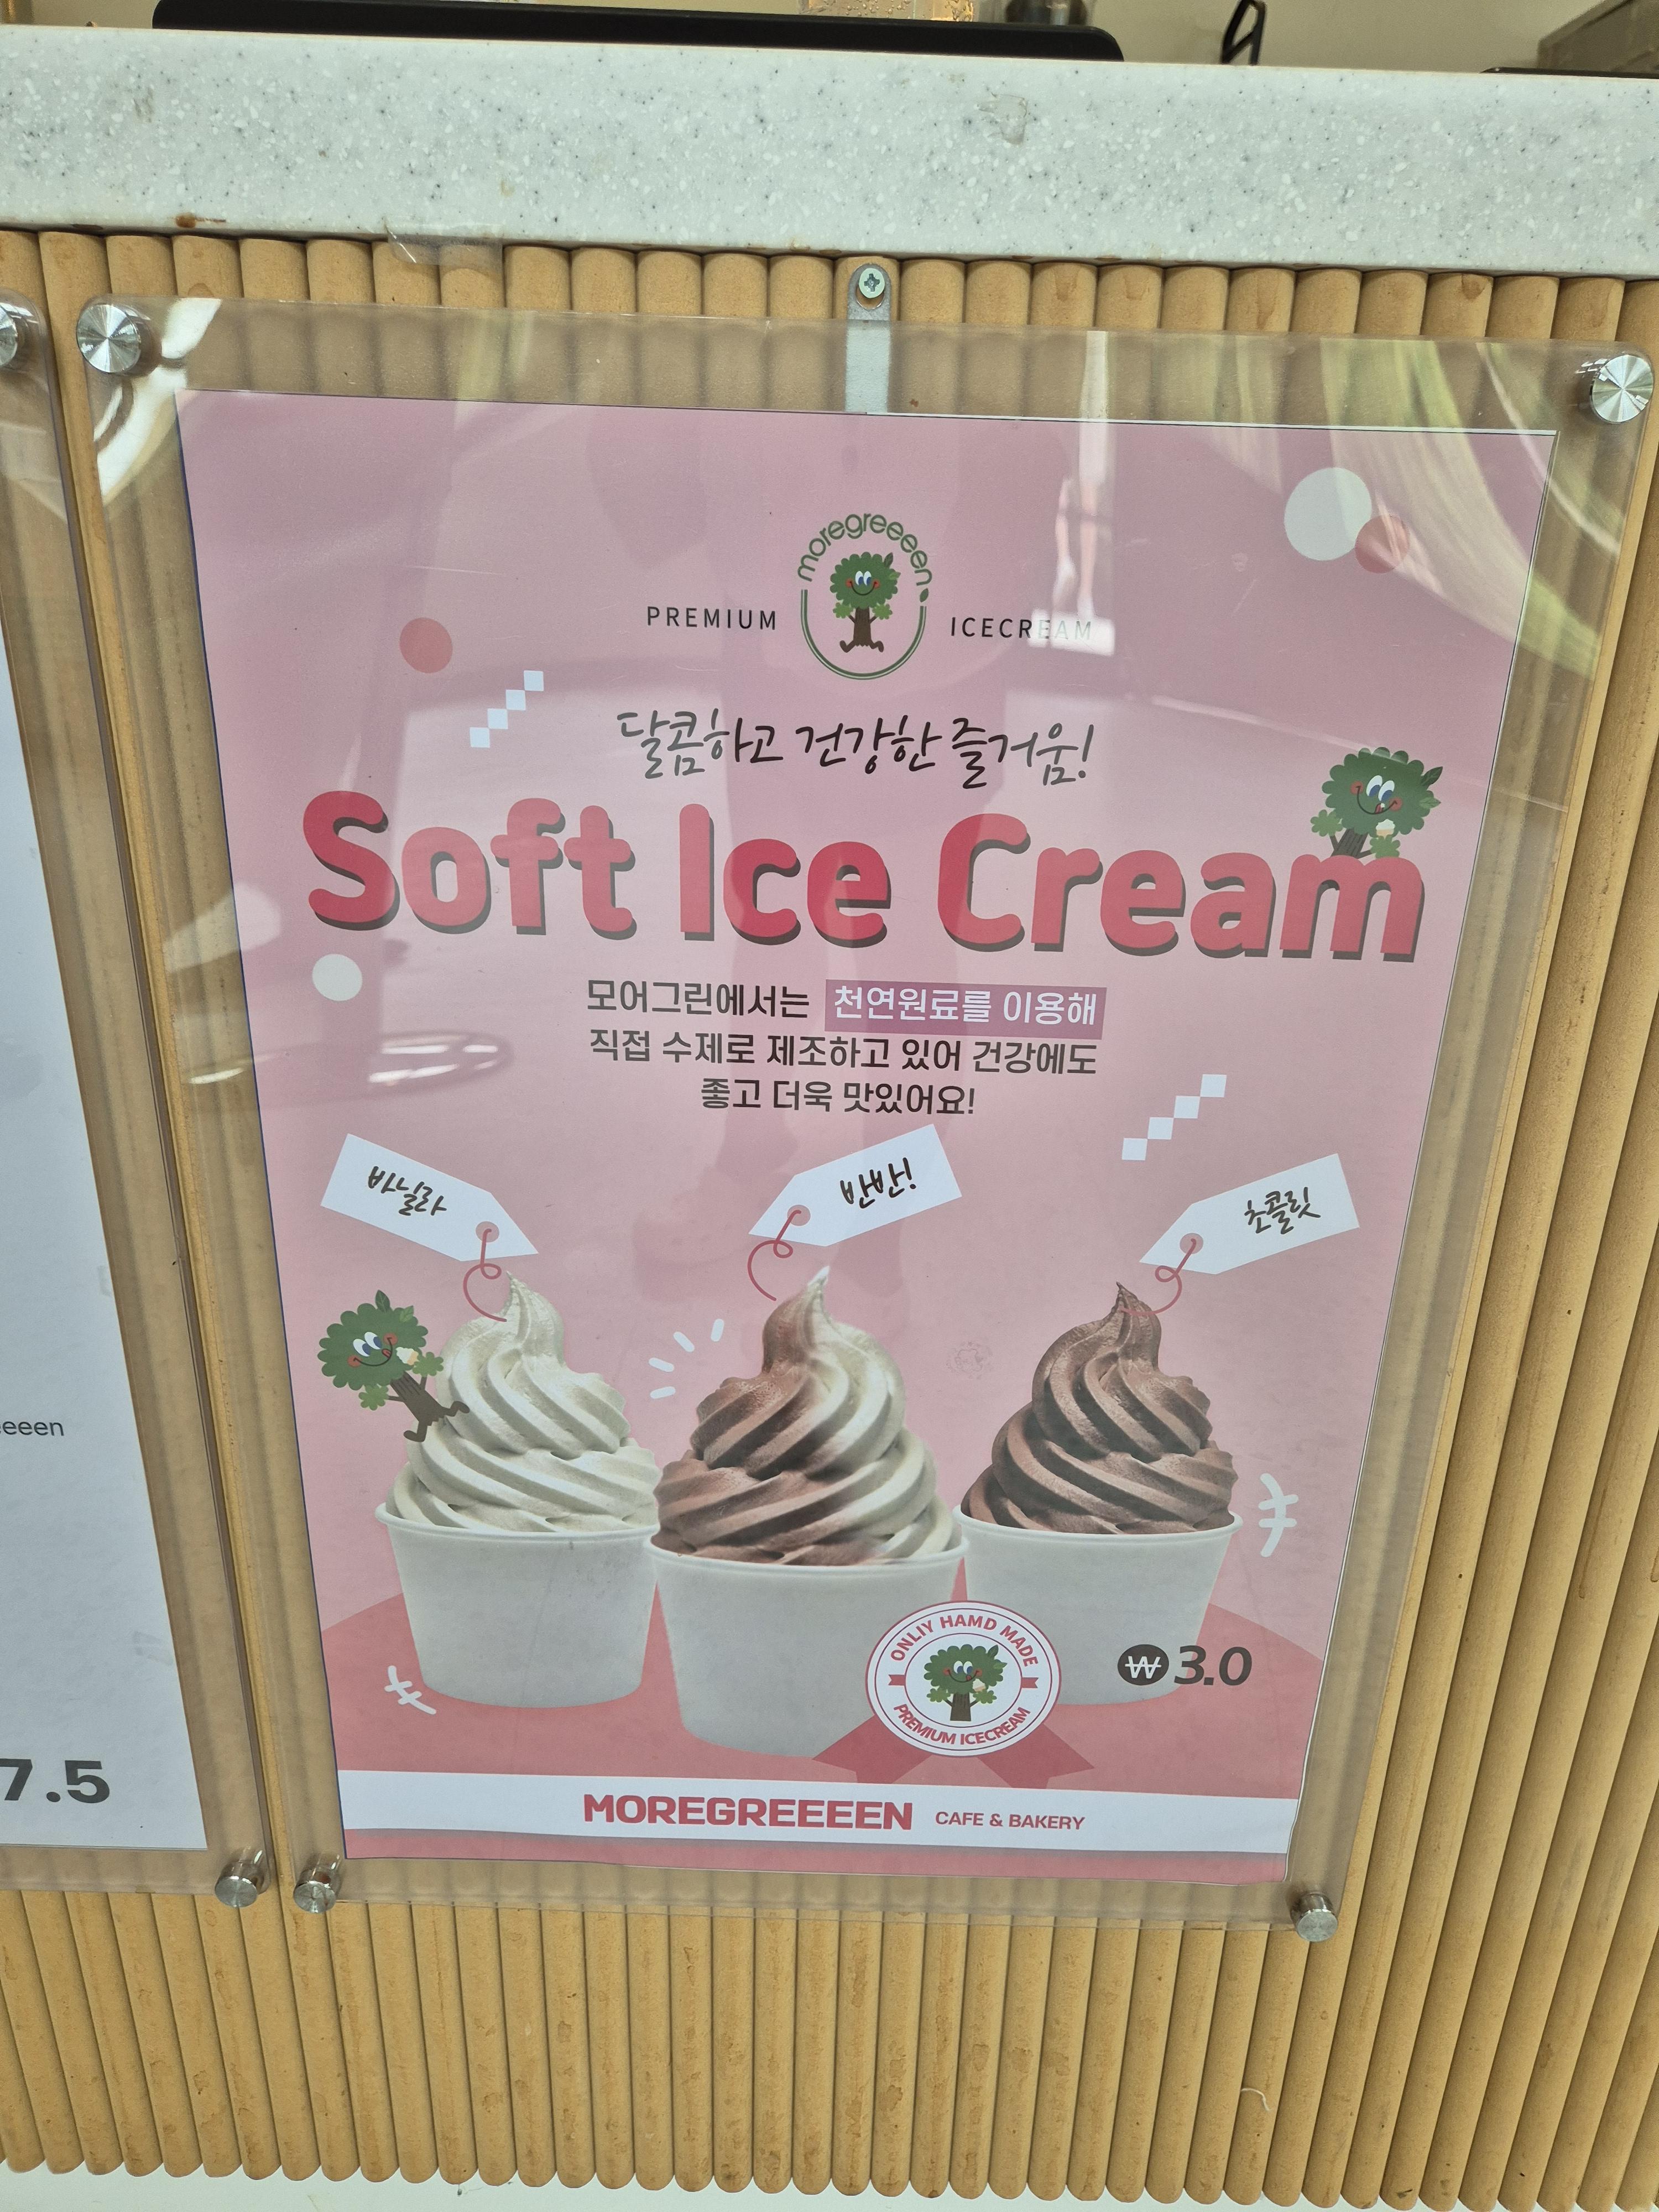 moregreeeen
PREMIUM ICECREAM
달콤하고 건강한 즐거움!
Soft Ice Cream
모어그린에서는 천연원료를 이용해
직접 수제로 제조하고 있어 건강에도
좋고 더욱 맛있어요!
바닐라
반반!
초콜릿
ONLIY HAMD MADE
PREMIUM ICECREAM
₩3.0
MOREGREEEEN CAFE & BAKERY
eeen
7.5